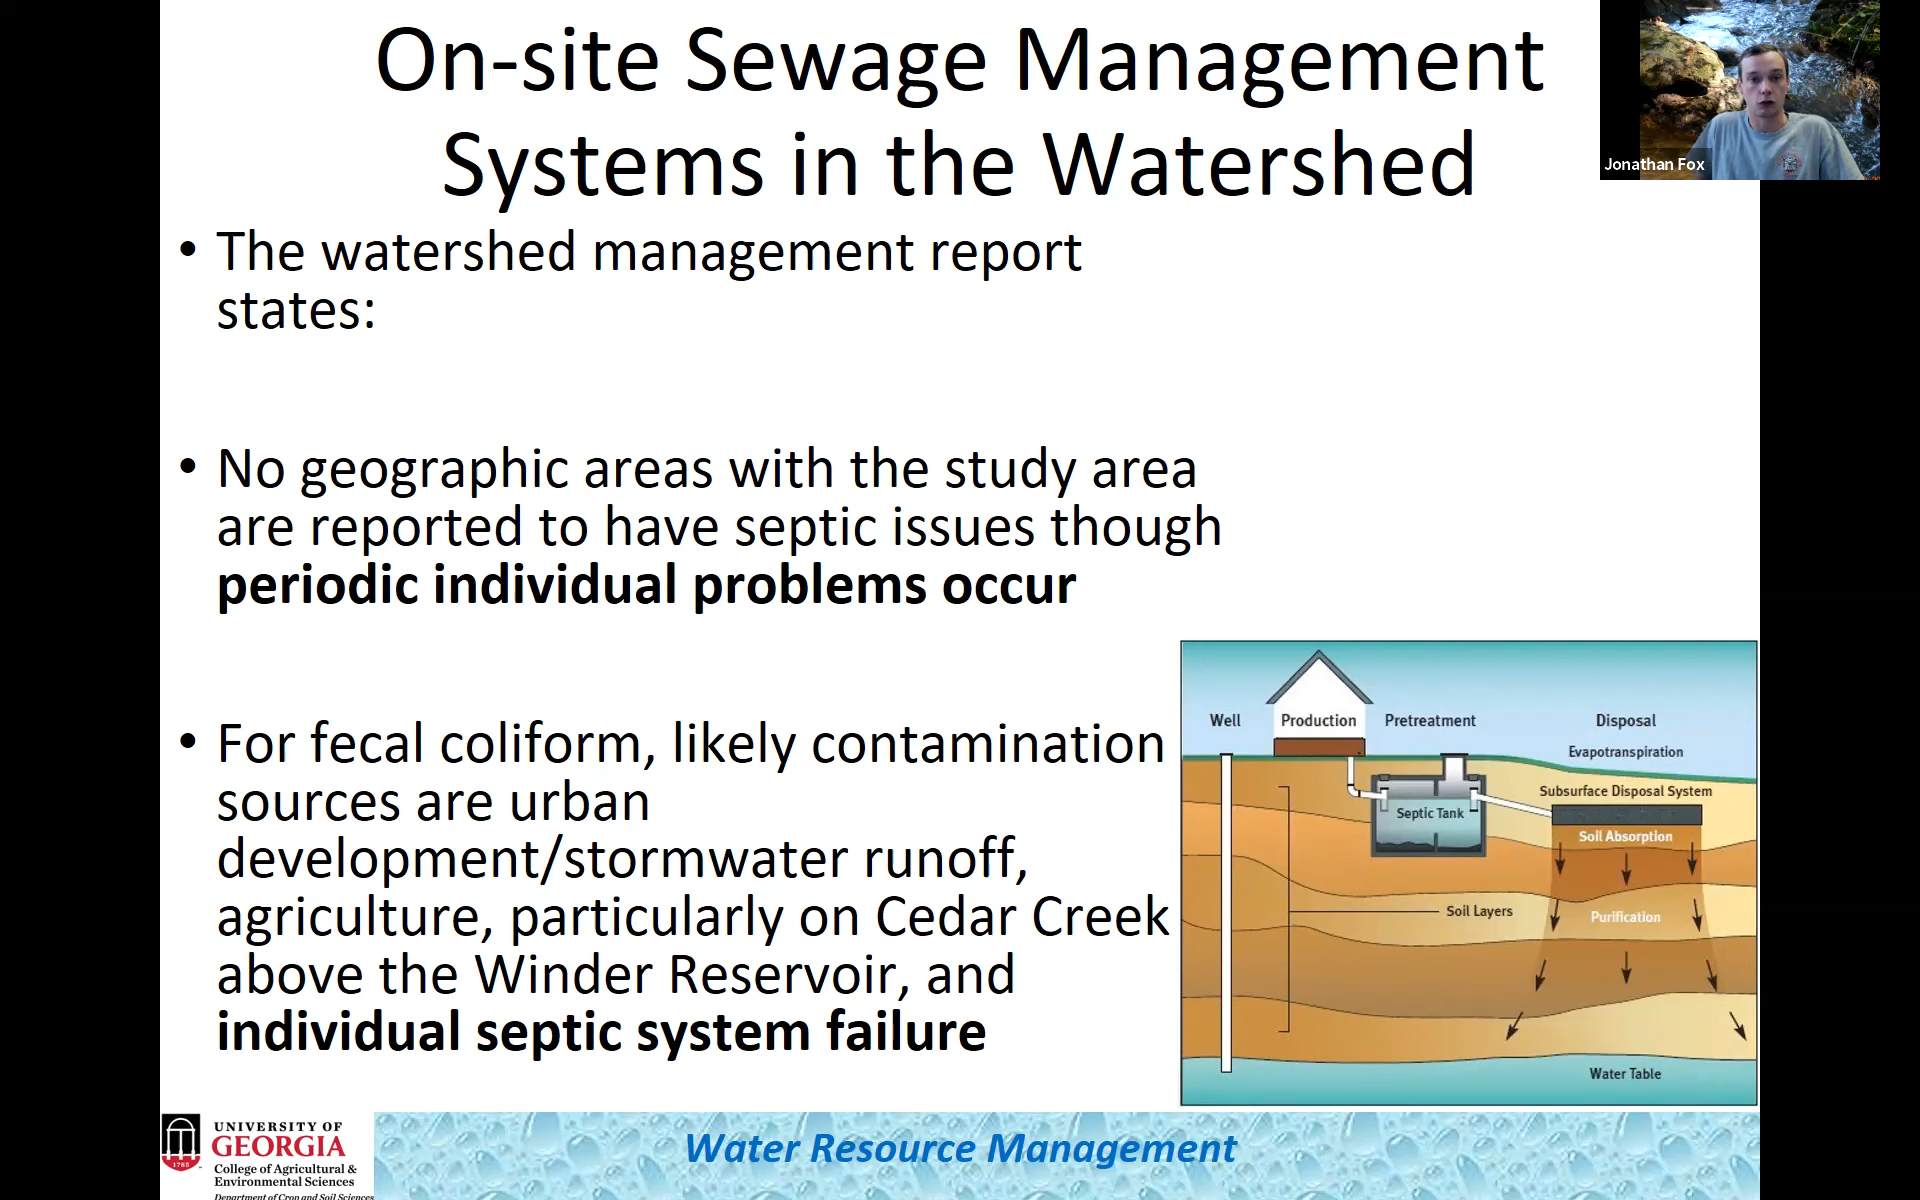 On-site Sewage Management
Systems in the Watershed
Jonathan Fox
• The watershed management report
states:
• No geographic areas with the study area
are reported to have septic issues though
periodic individual problems occur
• For fecal coliform, likely contamination
sources are urban
development/stormwater runoff,
agriculture, particularly on Cedar Creek
above the Winder Reservoir, and
individual septic system failure
Well
Production
Pretreatment
Disposal
Evapotranspiration
Subsurface Disposal System
Septic Tank
Soil Absorption
Soil Layers
Purification
Water Table
1785
UNIVERSITY OF
GEORGIA
College of Agricultural &
Environmental Sciences
Department of Crop and Soil Sciences
Water Resource Management